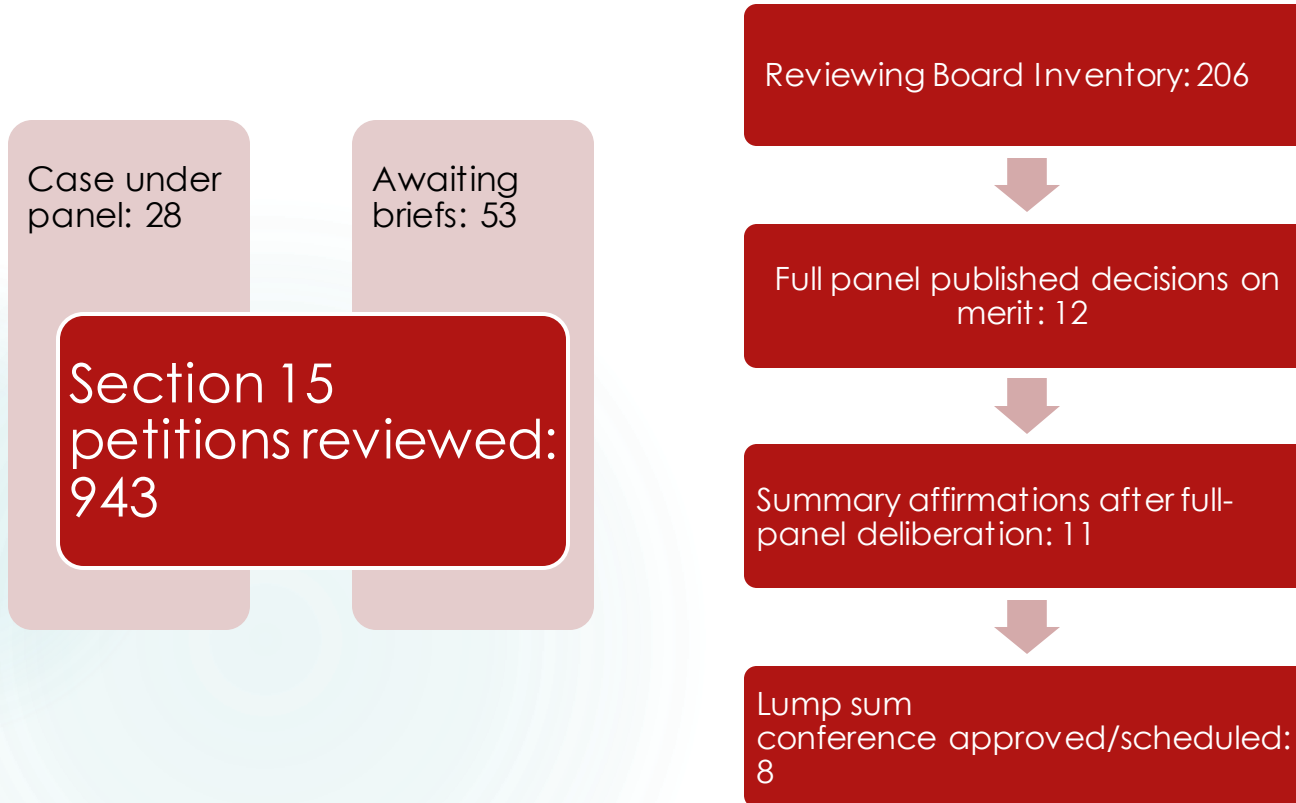 Case under
panel: 28
Awaiting
briefs: 53
Section 15
petitions reviewed:
943
Reviewing Board Inventory: 206
Full panel published decisions on
merit: 12
Summary affirmations after full-
panel deliberation: 11
Lump sum
conference approved/scheduled:
8